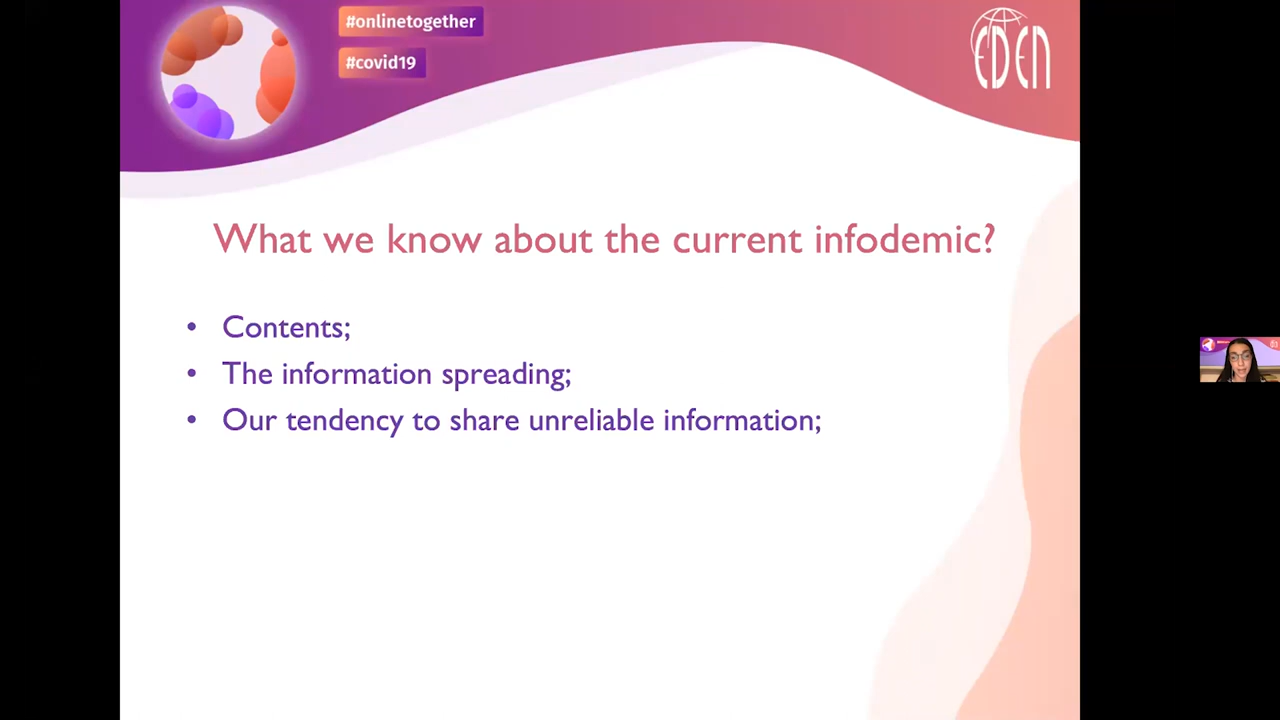 #onlinetogether
#covid19
EDEN
What we know about the current infodemic?
• Contents;
• The information spreading;
• Our tendency to share unreliable information;